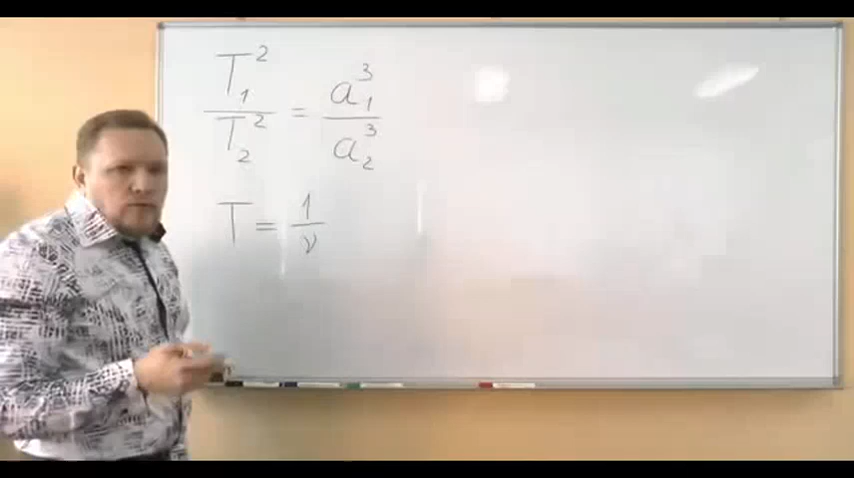 T₁²/T₂² = a₁³/a₂³
T = 1/ν